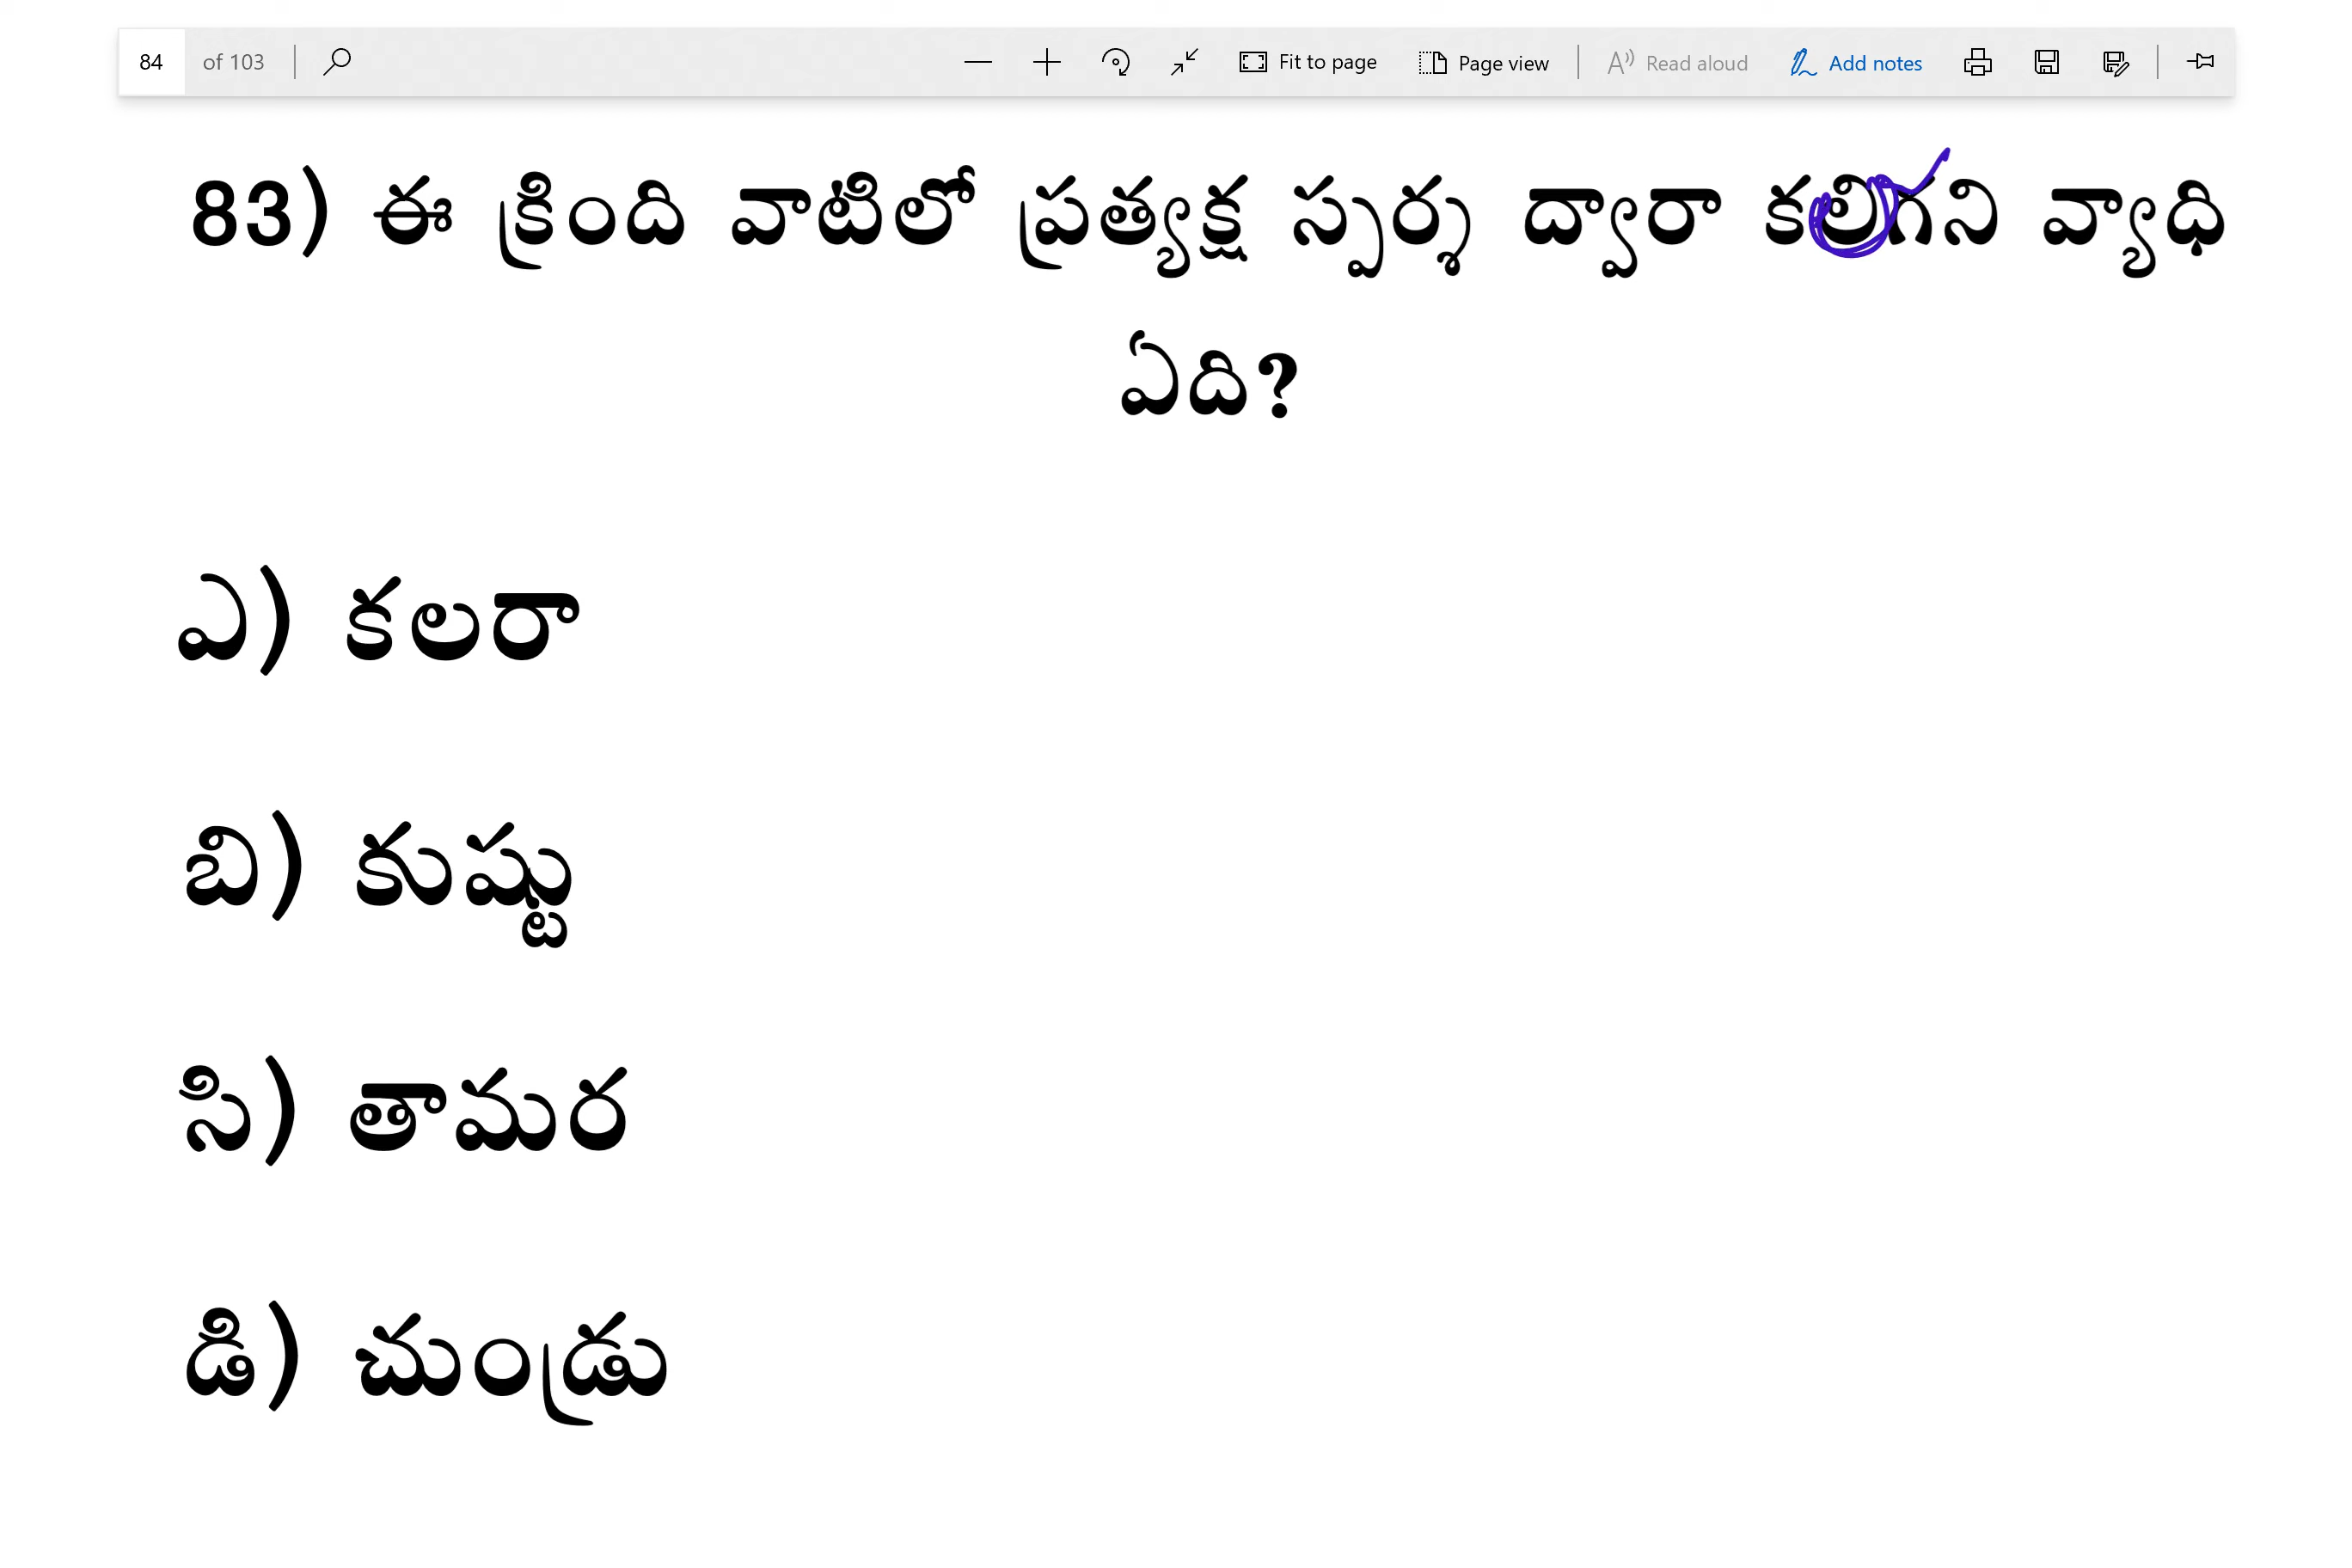 84 of 103 Fit to page Page view Read aloud Add notes
83) ఈ క్రింది వాటిలో ప్రత్యక్ష స్పర్శ ద్వారా కలిగని వ్యాధి
ఏది?
ఎ) కలరా
బి) కుష్టు
సి) తామర
డి) చుండ్రు